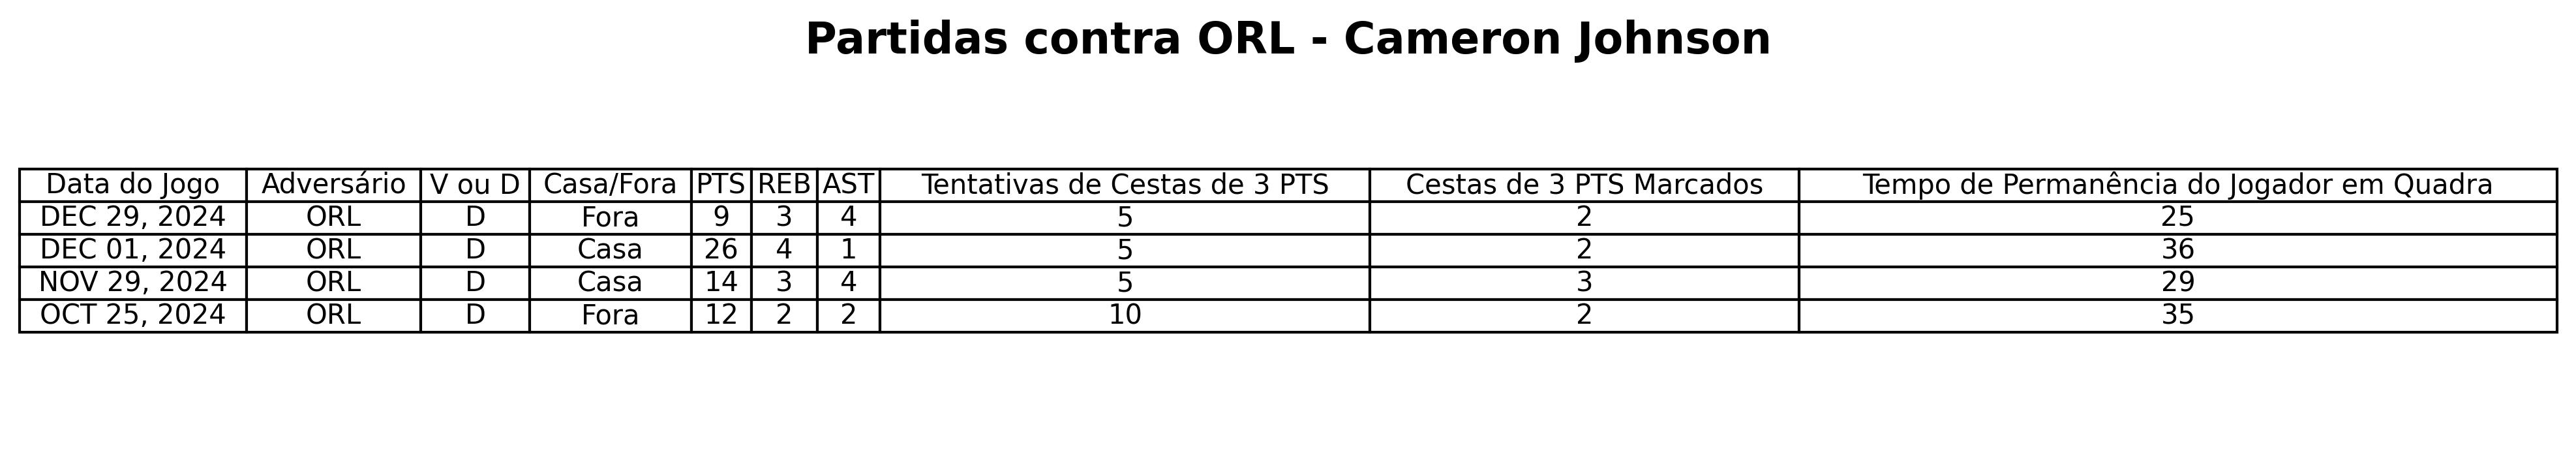 Partidas contra ORL - Cameron Johnson
Data do Jogo Adversário V ou D Casa/Fora PTS REB AST Tentativas de Cestas de 3 PTS Cestas de 3 PTS Marcados Tempo de Permanência do Jogador em Quadra
DEC 29, 2024 ORL D Fora 9 3 4 5 2 25
DEC 01, 2024 ORL D Casa 26 4 1 5 2 36
NOV 29, 2024 ORL D Casa 14 3 4 5 3 29
OCT 25, 2024 ORL D Fora 12 2 2 10 2 35